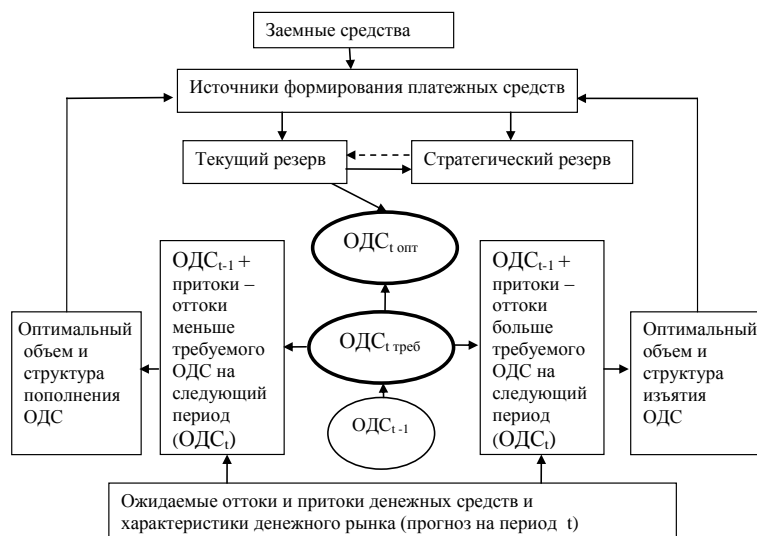 Заемные средства
Источники формирования платежных средств
Текущий резерв
Стратегический резерв
ОДСt опт
ОДСt-1 +
притоки –
оттоки
меньше
требуемого
ОДС на
следующий
период
(ОДСt)
ОДСt-1 +
притоки –
оттоки
больше
требуемого
ОДС на
следующий
период
(ОДСt)
Оптимальный
объем и
структура
пополнения
ОДС
ОДСt треб
Оптимальный
объем и
структура
изъятия
ОДС
ОДСt -1
Ожидаемые оттоки и притоки денежных средств и
характеристики денежного рынка (прогноз на период t)